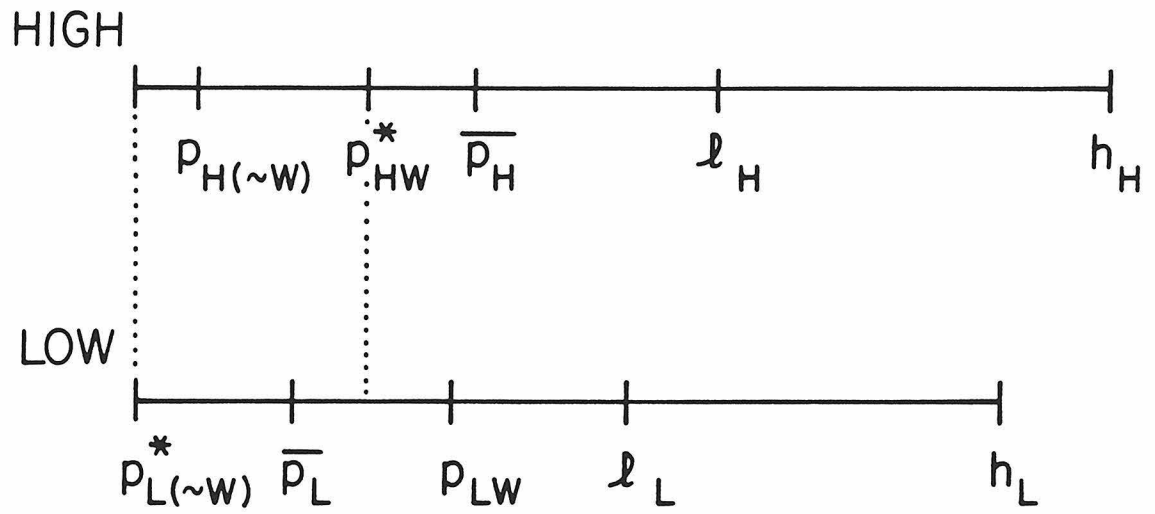 HIGH
p_H(~W) p*_HW p̅_H ℓ_H h_H
LOW
p*_L(~W) p̅_L p_LW ℓ_L h_L